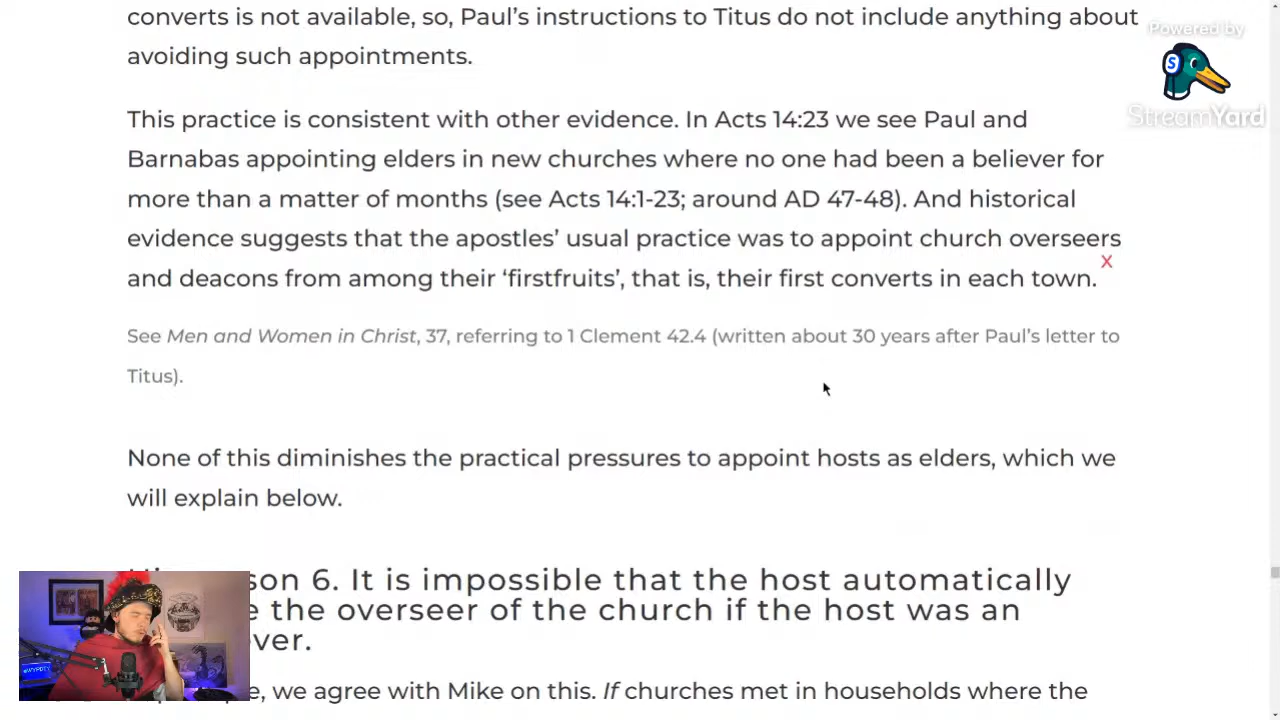 converts is not available, so, Paul’s instructions to Titus do not include anything about
avoiding such appointments.
Powered by
S
StreamYard
This practice is consistent with other evidence. In Acts 14:23 we see Paul and
Barnabas appointing elders in new churches where no one had been a believer for
more than a matter of months (see Acts 14:1-23; around AD 47-48). And historical
evidence suggests that the apostles’ usual practice was to appoint church overseers
and deacons from among their ‘firstfruits’, that is, their first converts in each town. X
See Men and Women in Christ, 37, referring to 1 Clement 42.4 (written about 30 years after Paul’s letter to
Titus).
None of this diminishes the practical pressures to appoint hosts as elders, which we
will explain below.
6. It is impossible that the host automatically
the overseer of the church if the host was an
we agree with Mike on this. If churches met in households where the